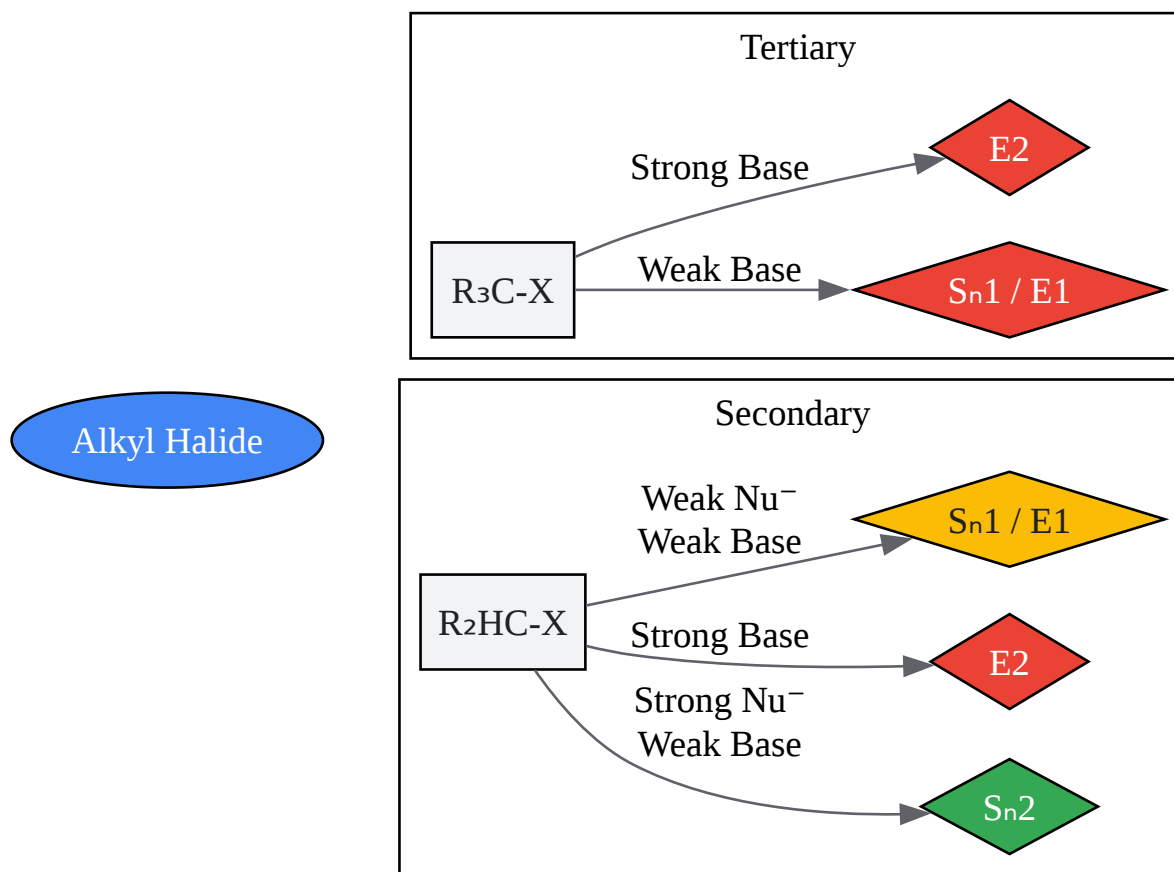 Tertiary
E2
Strong Base
R₃C-X
Weak Base
Sₙ1 / E1
Alkyl Halide
Secondary
Weak Nu⁻
Weak Base
Sₙ1 / E1
R₂HC-X
Strong Base
E2
Strong Nu⁻
Weak Base
Sₙ2